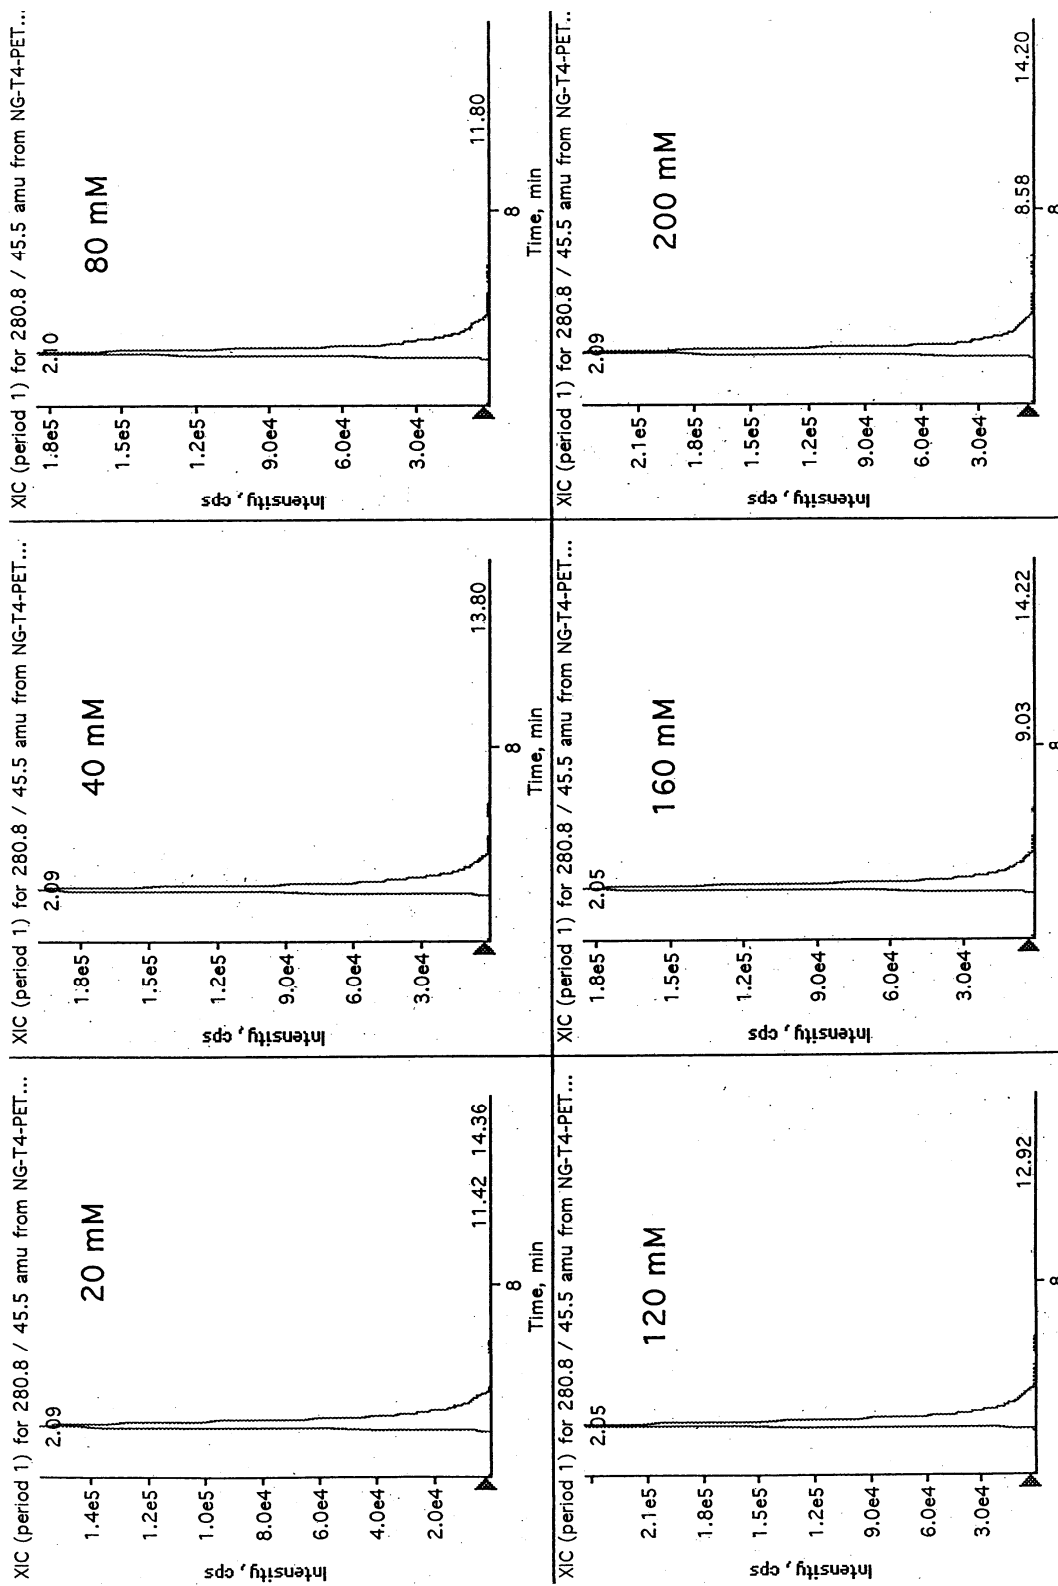 XIC (period 1) for 280.8 / 45.5 amu from NG-T4-PET...
20 mM
2.09
11.42 14.36
1.4e5
1.2e5
1.0e5
8.0e4
6.0e4
4.0e4
2.0e4
Intensity, cps
8
Time, min
XIC (period 1) for 280.8 / 45.5 amu from NG-T4-PET...
40 mM
2.09
13.80
1.8e5
1.5e5
1.2e5
9.0e4
6.0e4
3.0e4
Intensity, cps
8
Time, min
XIC (period 1) for 280.8 / 45.5 amu from NG-T4-PET...
80 mM
2.10
11.80
1.8e5
1.5e5
1.2e5
9.0e4
6.0e4
3.0e4
Intensity, cps
8
Time, min
XIC (period 1) for 280.8 / 45.5 amu from NG-T4-PET...
120 mM
2.05
12.92
2.1e5
1.8e5
1.5e5
1.2e5
9.0e4
6.0e4
3.0e4
Intensity, cps
8
XIC (period 1) for 280.8 / 45.5 amu from NG-T4-PET...
160 mM
2.05
9.03
14.22
1.8e5
1.5e5
1.2e5
9.0e4
6.0e4
3.0e4
Intensity, cps
8
XIC (period 1) for 280.8 / 45.5 amu from NG-T4-PET...
200 mM
2.09
8.58
14.20
2.1e5
1.8e5
1.5e5
1.2e5
9.0e4
6.0e4
3.0e4
Intensity, cps
8